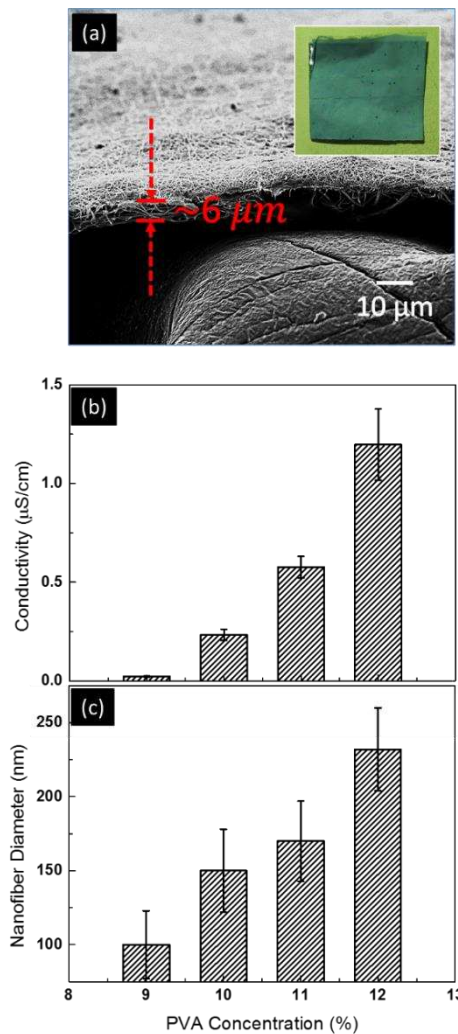 (a)
~6 μm
10 μm
(b)
1.5
1.0
0.5
0.0
Conductivity (μS/cm)
(c)
250
200
150
100
Nanofiber Diameter (nm)
8 9 10 11 12 13
PVA Concentration (%)